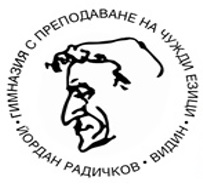 · ГИМНАЗИЯ С ПРЕПОДАВАНЕ НА ЧУЖДИ ЕЗИЦИ ·
ЙОРДАН РАДИЧКОВ · ВИДИН ·